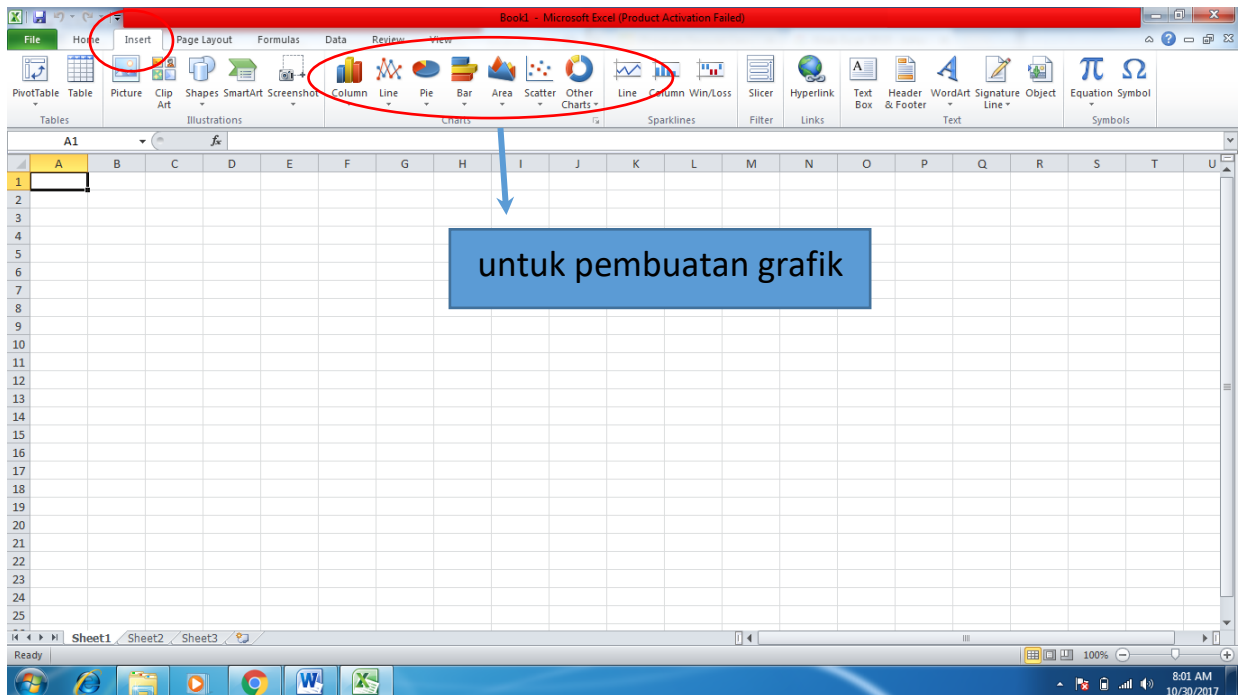 Book1 - Microsoft Excel (Product Activation Failed)
File Home Insert Page Layout Formulas Data Review View
PivotTable Table Picture Clip Art Shapes SmartArt Screenshot Column Line Pie Bar Area Scatter Other Charts Line Column Win/Loss Slicer Hyperlink Text Box Header & Footer WordArt Signature Line Object Equation Symbol
Tables Illustrations Charts Sparklines Filter Links Text Symbols
A1 fx
A B C D E F G H I J K L M N O P Q R S T U
1
2
3
4
5
untuk pembuatan grafik
6
7
8
9
10
11
12
13
14
15
16
17
18
19
20
21
22
23
24
25
Sheet1 Sheet2 Sheet3
Ready 100%
8:01 AM
10/30/2017